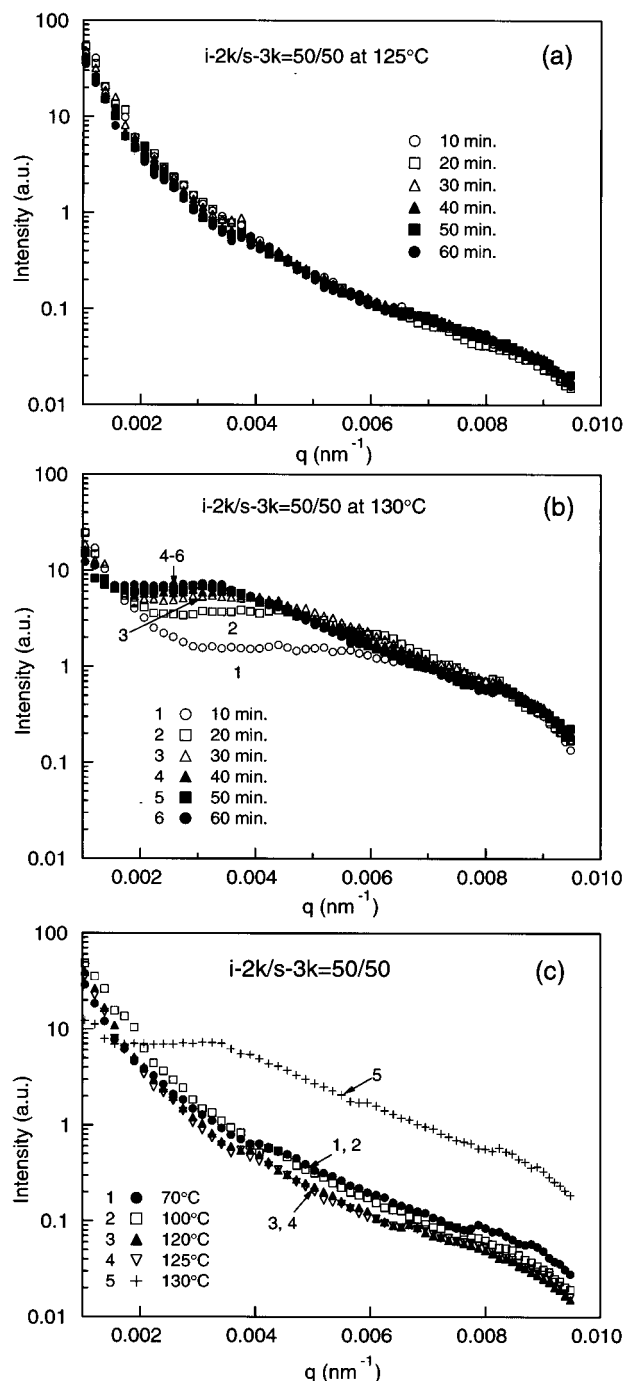 i-2k/s-3k=50/50 at 125°C
(a)
100
10
1
0.1
0.01
Intensity (a.u.)
10 min.
20 min.
30 min.
40 min.
50 min.
60 min.
0.002 0.004 0.006 0.008 0.010
q (nm⁻¹)
i-2k/s-3k=50/50 at 130°C
(b)
100
10
1
0.1
0.01
Intensity (a.u.)
4-6
3
2
1
1 10 min.
2 20 min.
3 30 min.
4 40 min.
5 50 min.
6 60 min.
0.002 0.004 0.006 0.008 0.010
q (nm⁻¹)
i-2k/s-3k=50/50
(c)
100
10
1
0.1
0.01
Intensity (a.u.)
5
1, 2
3, 4
1 70°C
2 100°C
3 120°C
4 125°C
5 130°C
0.002 0.004 0.006 0.008 0.010
q (nm⁻¹)